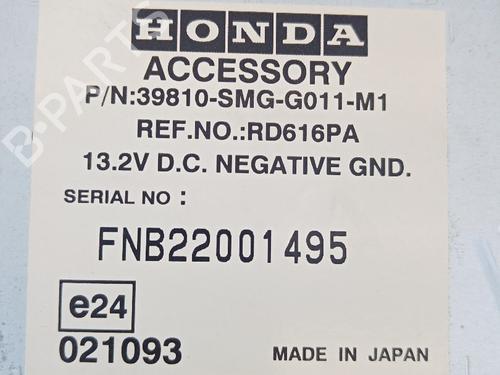 HONDA
ACCESSORY
P/N:39810-SMG-G011-M1
REF.NO.:RD616PA
13.2V D.C. NEGATIVE GND.
SERIAL NO :
FNB22001495
e24
021093
MADE IN JAPAN
B-PARTS